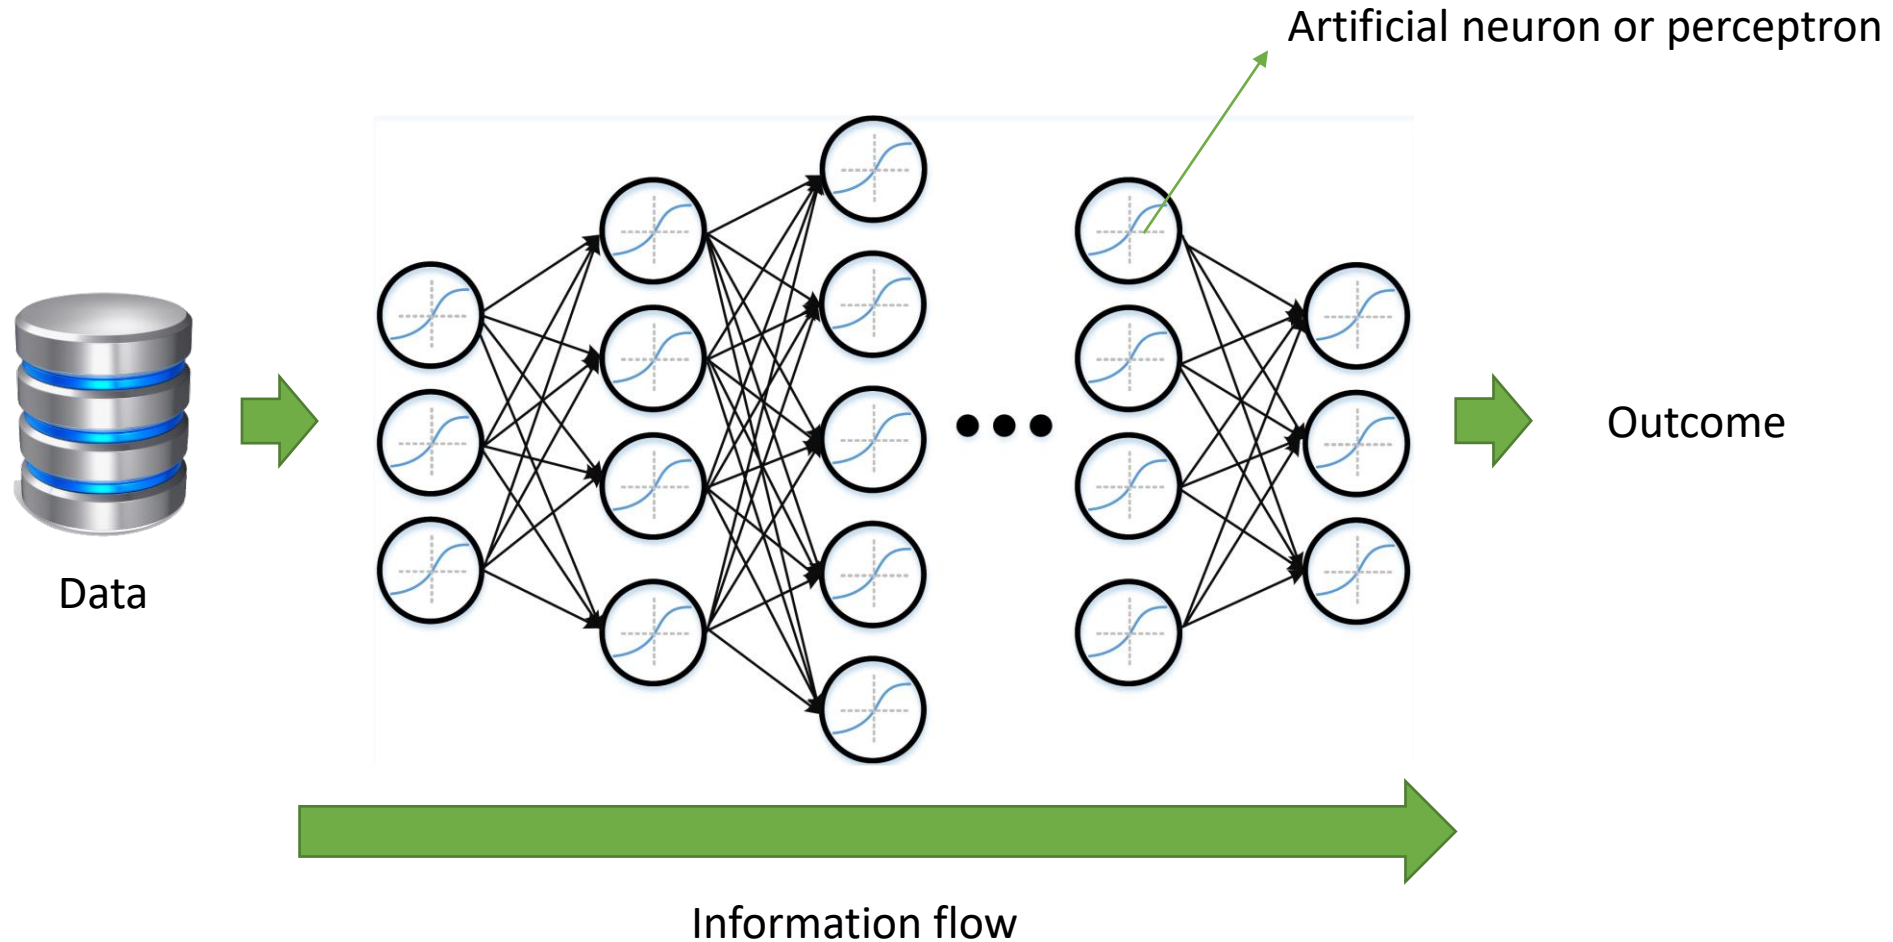 Artificial neuron or perceptron
Data
Outcome
Information flow